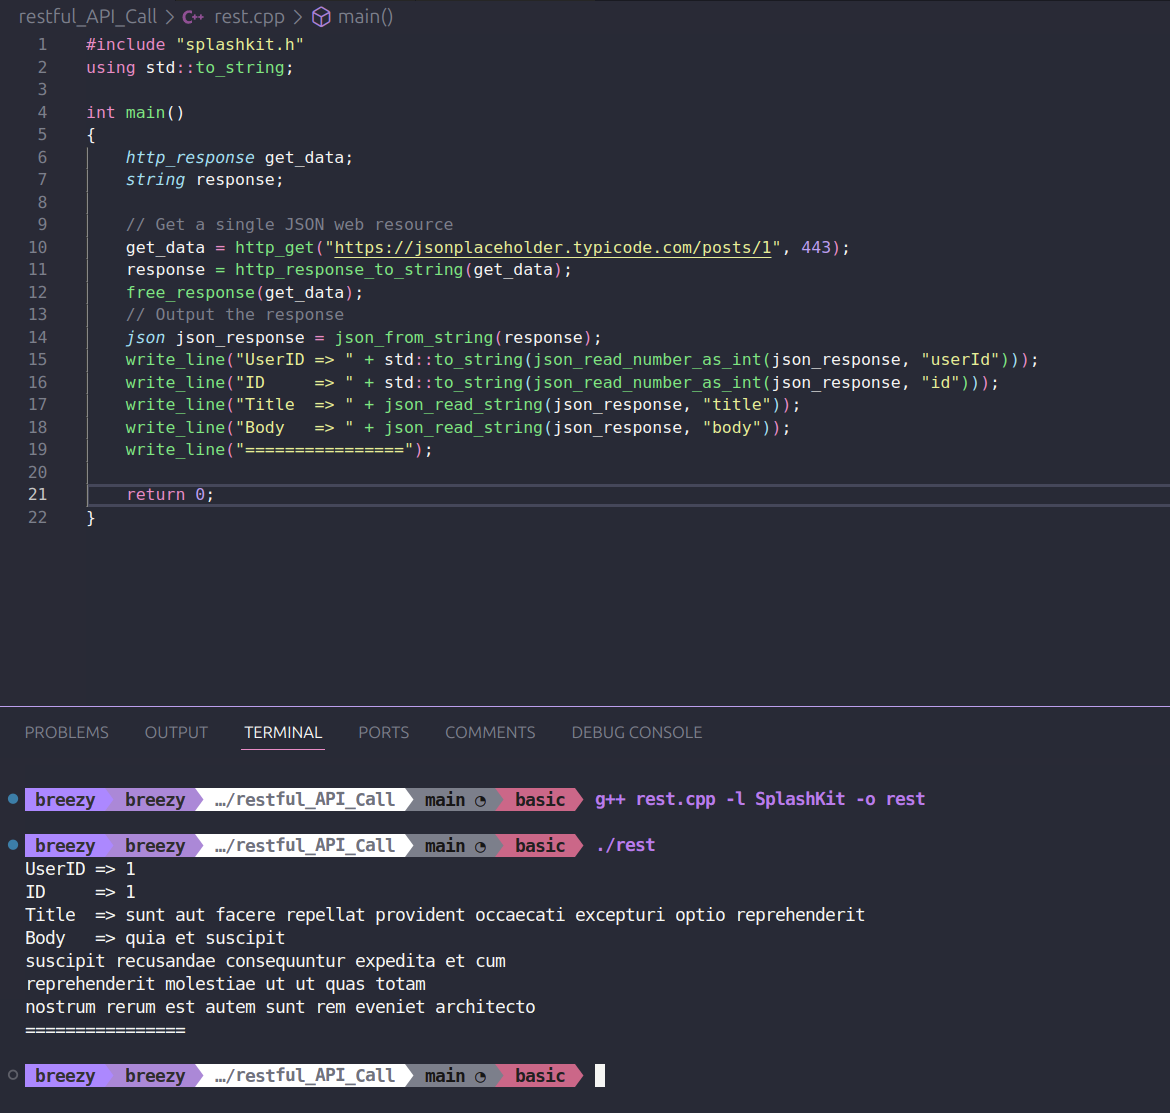 restful_API_Call > C++ rest.cpp > main()
1 #include "splashkit.h"
2 using std::to_string;
3
4 int main()
5 {
6     http_response get_data;
7     string response;
8
9     // Get a single JSON web resource
10     get_data = http_get("https://jsonplaceholder.typicode.com/posts/1", 443);
11     response = http_response_to_string(get_data);
12     free_response(get_data);
13     // Output the response
14     json json_response = json_from_string(response);
15     write_line("UserID => " + std::to_string(json_read_number_as_int(json_response, "userId")));
16     write_line("ID     => " + std::to_string(json_read_number_as_int(json_response, "id")));
17     write_line("Title  => " + json_read_string(json_response, "title"));
18     write_line("Body   => " + json_read_string(json_response, "body"));
19     write_line("================");
20
21     return 0;
22 }
PROBLEMS OUTPUT TERMINAL PORTS COMMENTS DEBUG CONSOLE
breezy breezy …/restful_API_Call main basic g++ rest.cpp -l SplashKit -o rest
breezy breezy …/restful_API_Call main basic ./rest
UserID => 1
ID     => 1
Title  => sunt aut facere repellat provident occaecati excepturi optio reprehenderit
Body   => quia et suscipit
suscipit recusandae consequuntur expedita et cum
reprehenderit molestiae ut ut quas totam
nostrum rerum est autem sunt rem eveniet architecto
================
breezy breezy …/restful_API_Call main basic